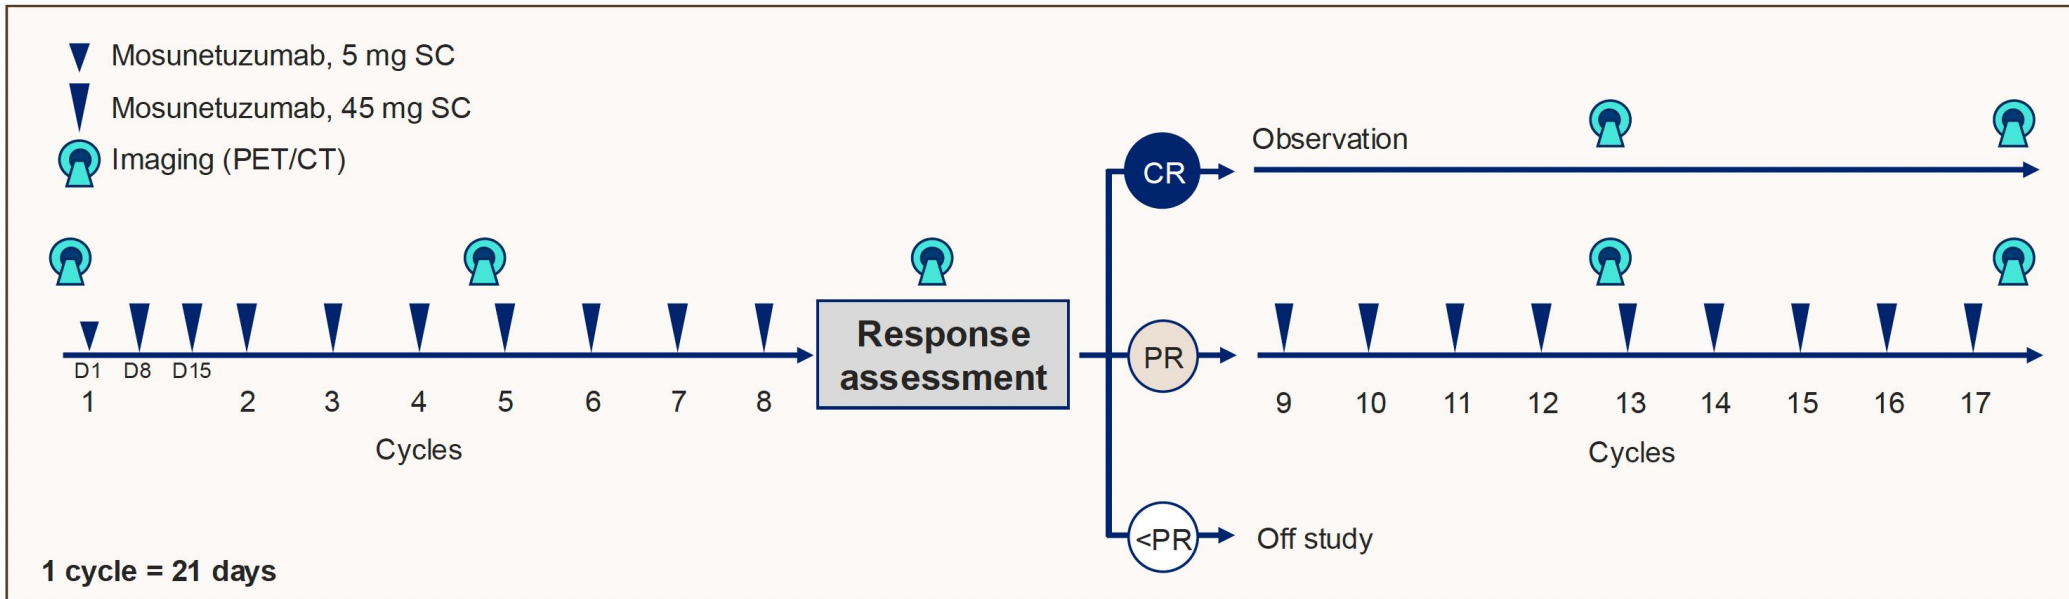 Mosunetuzumab, 5 mg SC
Mosunetuzumab, 45 mg SC
Imaging (PET/CT)
D1 D8 D15
1 2 3 4 5 6 7 8
Cycles
Response
assessment
CR
Observation
PR
9 10 11 12 13 14 15 16 17
Cycles
<PR
Off study
1 cycle = 21 days